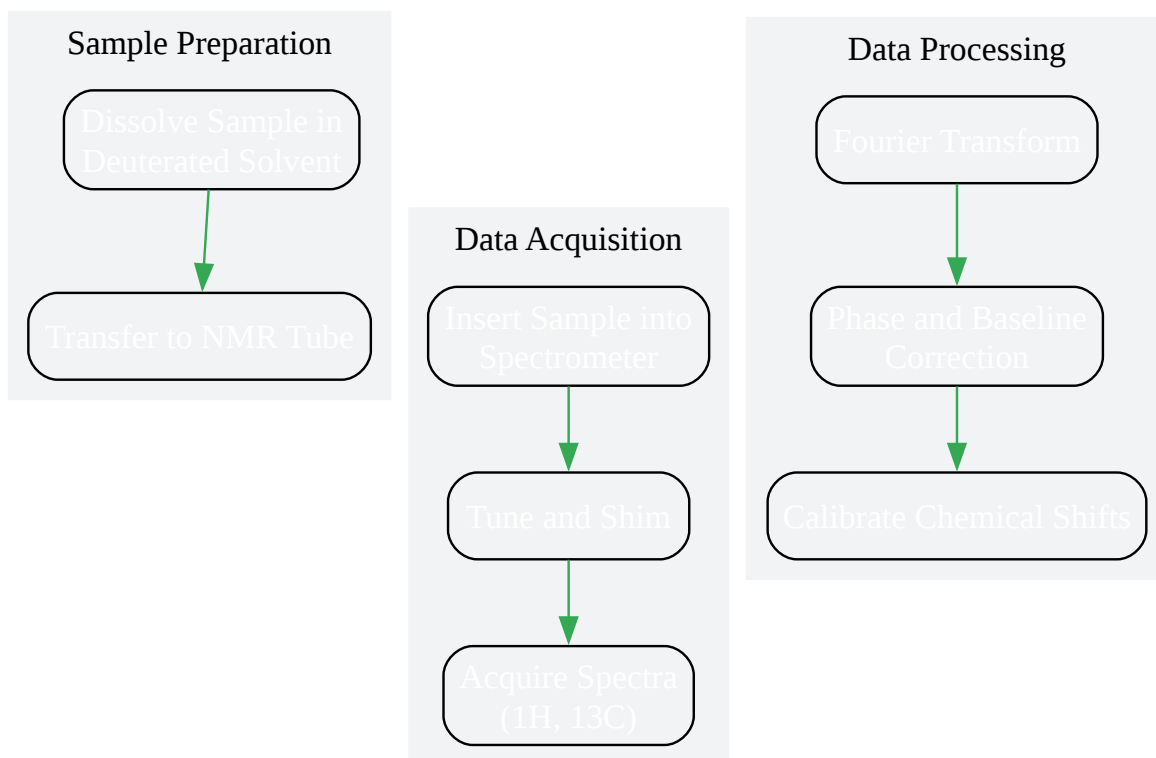 Sample Preparation
Dissolve Sample in
Deuterated Solvent
Transfer to NMR Tube
Data Acquisition
Insert Sample into
Spectrometer
Tune and Shim
Acquire Spectra
(1H, 13C)
Data Processing
Fourier Transform
Phase and Baseline
Correction
Calibrate Chemical Shifts